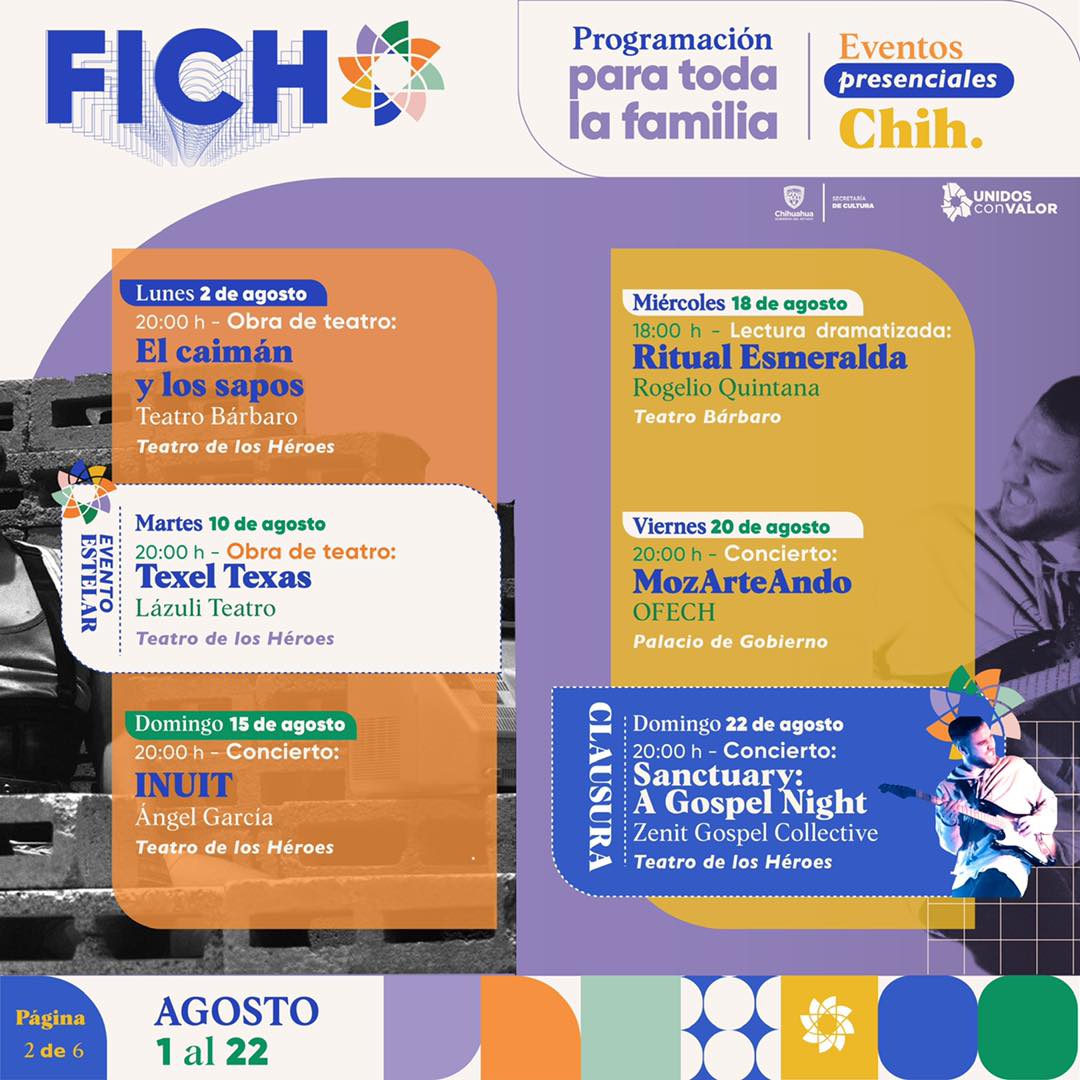 FICH
Programación
para toda
la familia
Eventos
presenciales
Chih.
Chihuahua
GOBIERNO DEL ESTADO
SECRETARÍA
DE CULTURA
UNIDOS
conVALOR
Lunes 2 de agosto
20:00 h - Obra de teatro:
El caimán
y los sapos
Teatro Bárbaro
Teatro de los Héroes
EVENTO
ESTELAR
Martes 10 de agosto
20:00 h - Obra de teatro:
Texel Texas
Lázuli Teatro
Teatro de los Héroes
Domingo 15 de agosto
20:00 h - Concierto:
INUIT
Ángel García
Teatro de los Héroes
Miércoles 18 de agosto
18:00 h - Lectura dramatizada:
Ritual Esmeralda
Rogelio Quintana
Teatro Bárbaro
Viernes 20 de agosto
20:00 h - Concierto:
MozArteAndo
OFECH
Palacio de Gobierno
CLAUSURA
Domingo 22 de agosto
20:00 h - Concierto:
Sanctuary:
A Gospel Night
Zenit Gospel Collective
Teatro de los Héroes
Página
2 de 6
AGOSTO
1 al 22